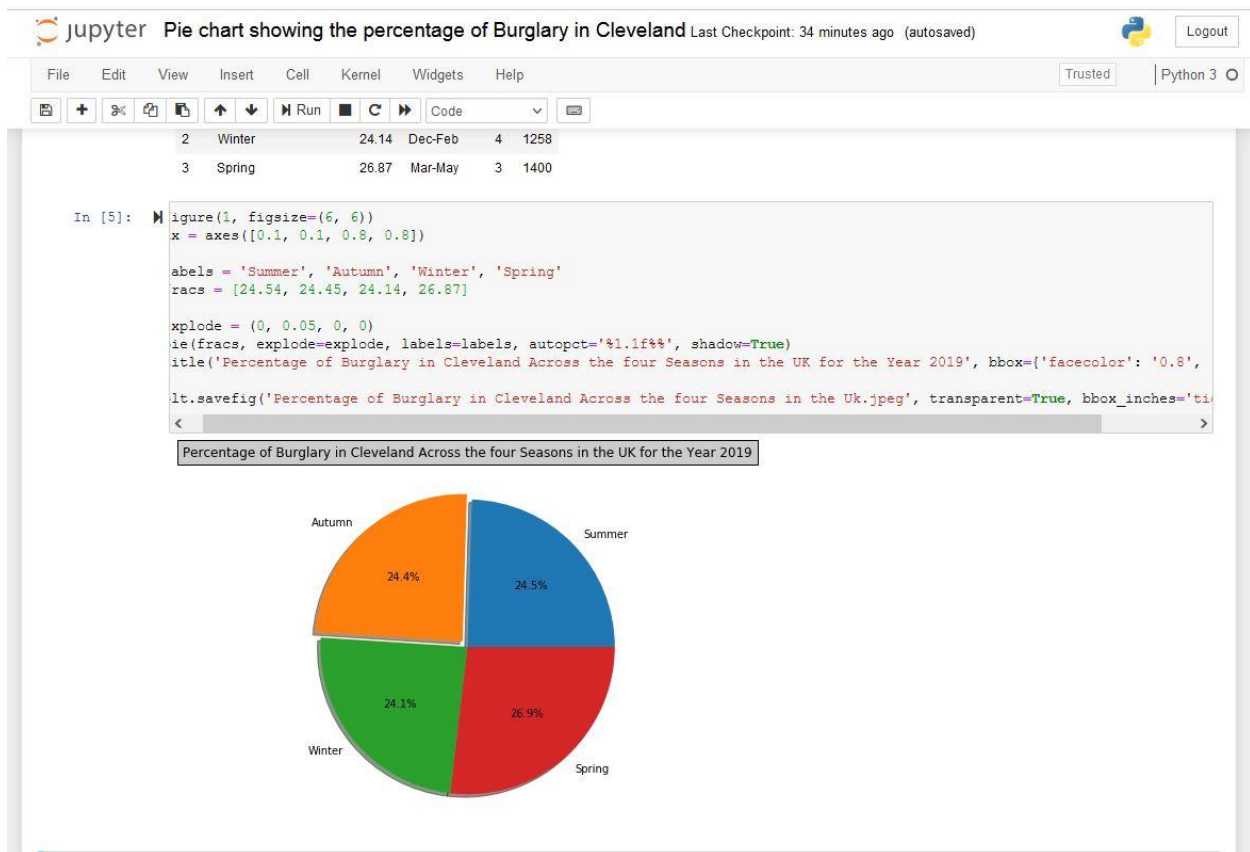 jupyter Pie chart showing the percentage of Burglary in Cleveland Last Checkpoint: 34 minutes ago (autosaved) Logout
File Edit View Insert Cell Kernel Widgets Help Trusted Python 3
Run Code
2 Winter 24.14 Dec-Feb 4 1258
3 Spring 26.87 Mar-May 3 1400
In [5]: igure(1, figsize=(6, 6))
x = axes([0.1, 0.1, 0.8, 0.8])
abels = 'Summer', 'Autumn', 'Winter', 'Spring'
racs = [24.54, 24.45, 24.14, 26.87]
xplode = (0, 0.05, 0, 0)
ie(fracs, explode=explode, labels=labels, autopct='%1.1f%%', shadow=True)
itle('Percentage of Burglary in Cleveland Across the four Seasons in the UK for the Year 2019', bbox={'facecolor': '0.8',
lt.savefig('Percentage of Burglary in Cleveland Across the four Seasons in the Uk.jpeg', transparent=True, bbox_inches='ti
Percentage of Burglary in Cleveland Across the four Seasons in the UK for the Year 2019
Autumn
Summer
24.4%
24.5%
24.1%
26.9%
Winter
Spring